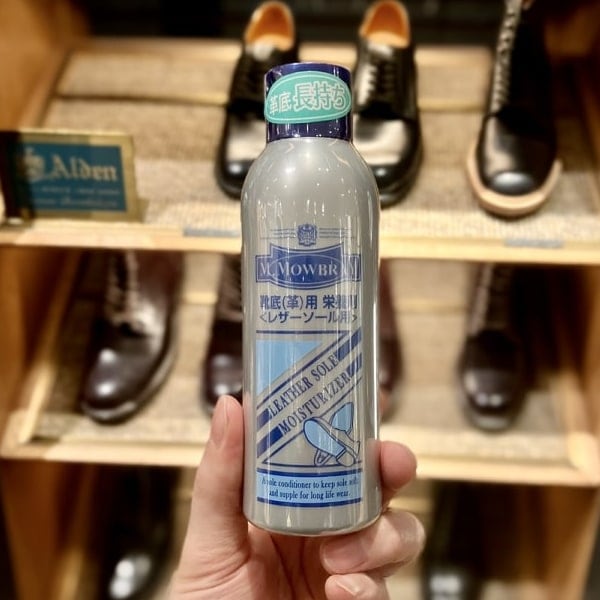 革底 長持ち
Alden
M. MOWBRAY
靴底(革)用 栄養剤
<レザーソール用>
LEATHER SOLE
MOISTURIZER
A sole conditioner to keep sole soft
and supple for long life wear.